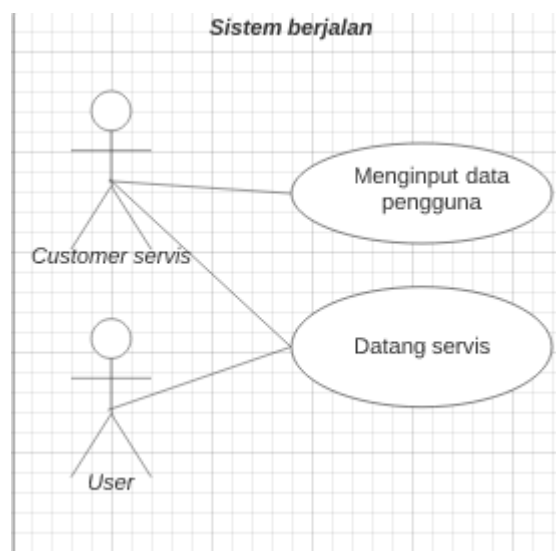 Sistem berjalan
Menginput data
pengguna
Customer servis
Datang servis
User